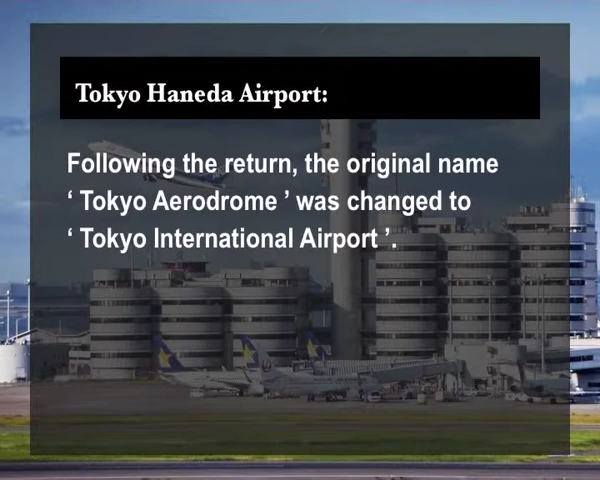 Tokyo Haneda Airport:
Following the return, the original name
‘ Tokyo Aerodrome ’ was changed to
‘ Tokyo International Airport ’.